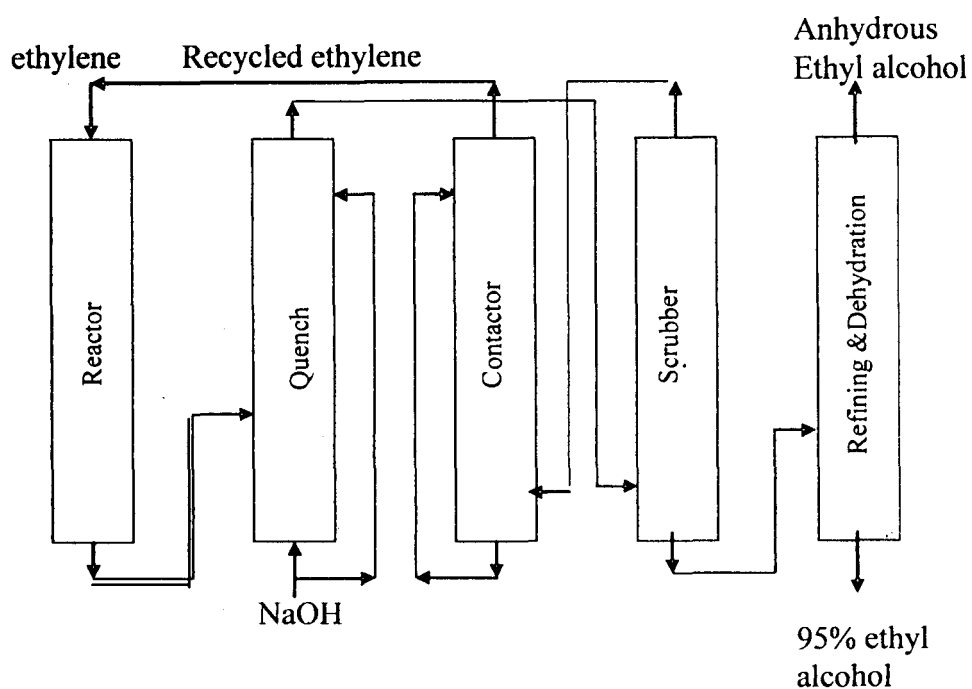 ethylene
Recycled ethylene
Anhydrous
Ethyl alcohol
Reactor
Quench
Contactor
Scrubber
Refining &Dehydration
NaOH
95% ethyl
alcohol